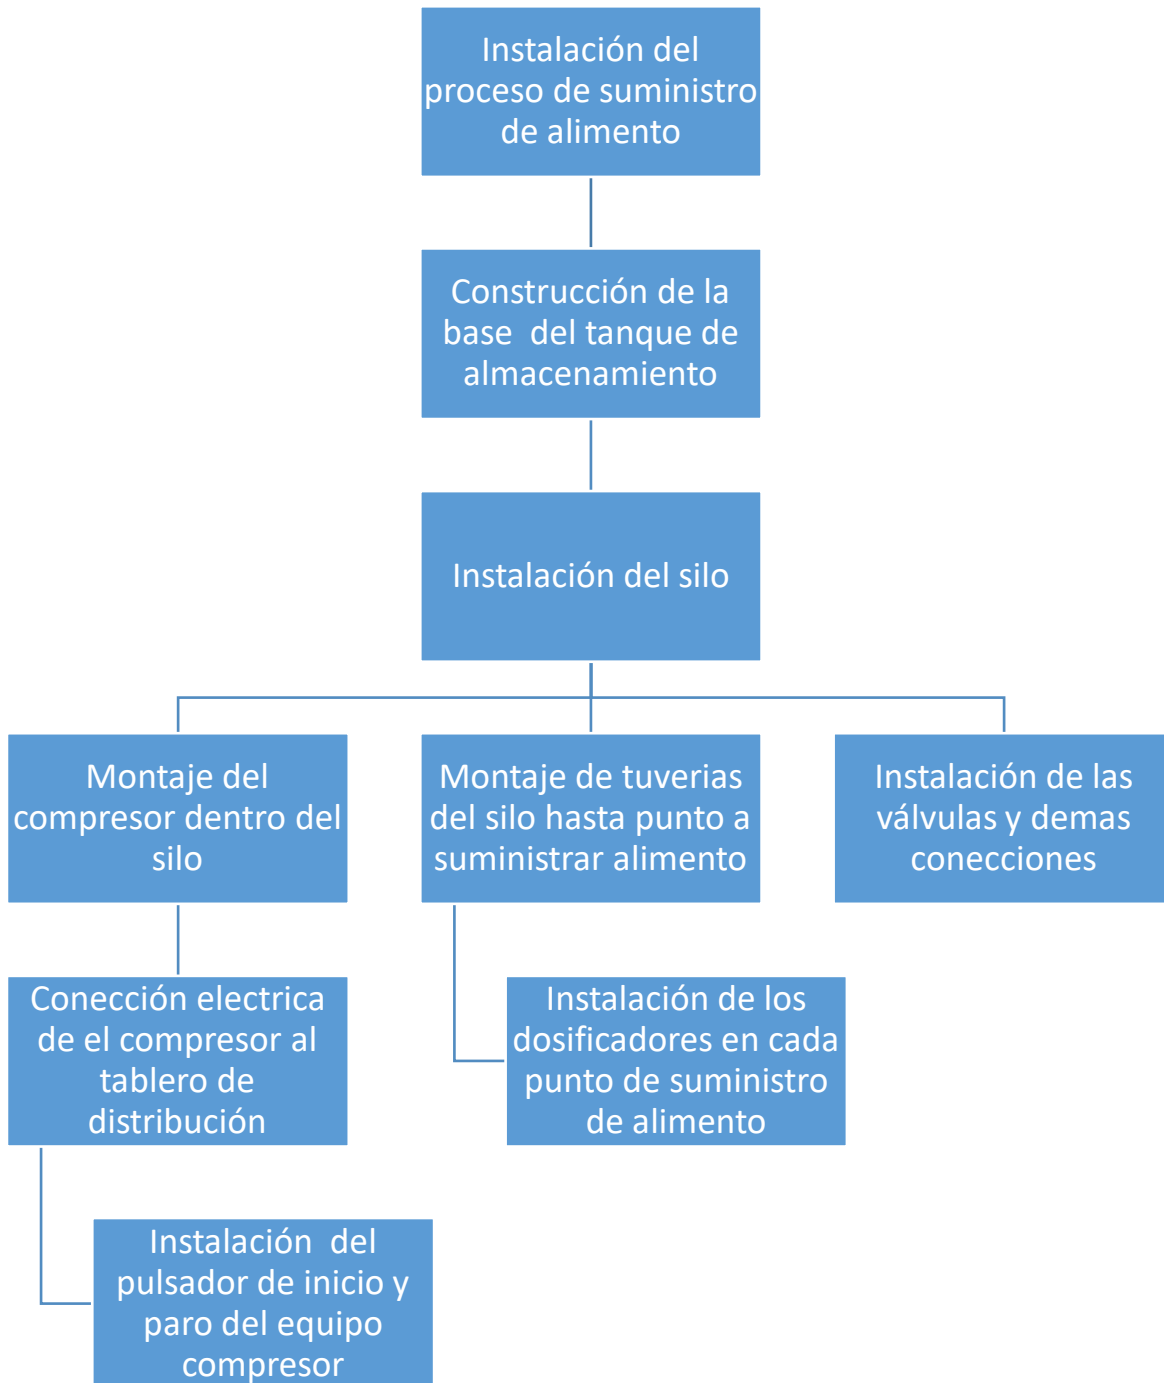 Instalación del
proceso de suministro
de alimento
Construcción de la
base  del tanque de
almacenamiento
Instalación del silo
Montaje del
compresor dentro del
silo
Montaje de tuverias
del silo hasta punto a
suministrar alimento
Instalación de las
válvulas y demas
conecciones
Conección electrica
de el compresor al
tablero de
distribución
Instalación de los
dosificadores en cada
punto de suministro
de alimento
Instalación  del
pulsador de inicio y
paro del equipo
compresor